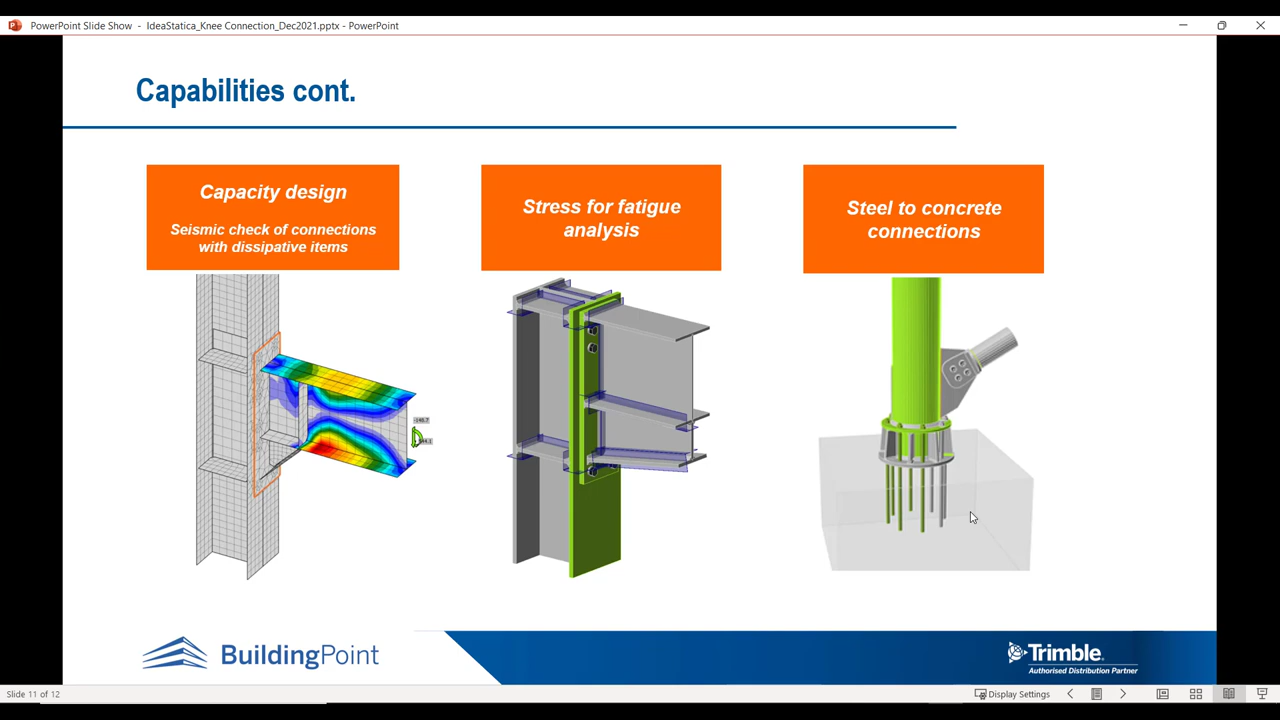 PowerPoint Slide Show - IdeaStatica_Knee Connection_Dec2021.pptx - PowerPoint
Capabilities cont.
Capacity design
Seismic check of connections
with dissipative items
Stress for fatigue
analysis
Steel to concrete
connections
BuildingPoint
Trimble
Authorised Distribution Partner
Slide 11 of 12
Display Settings